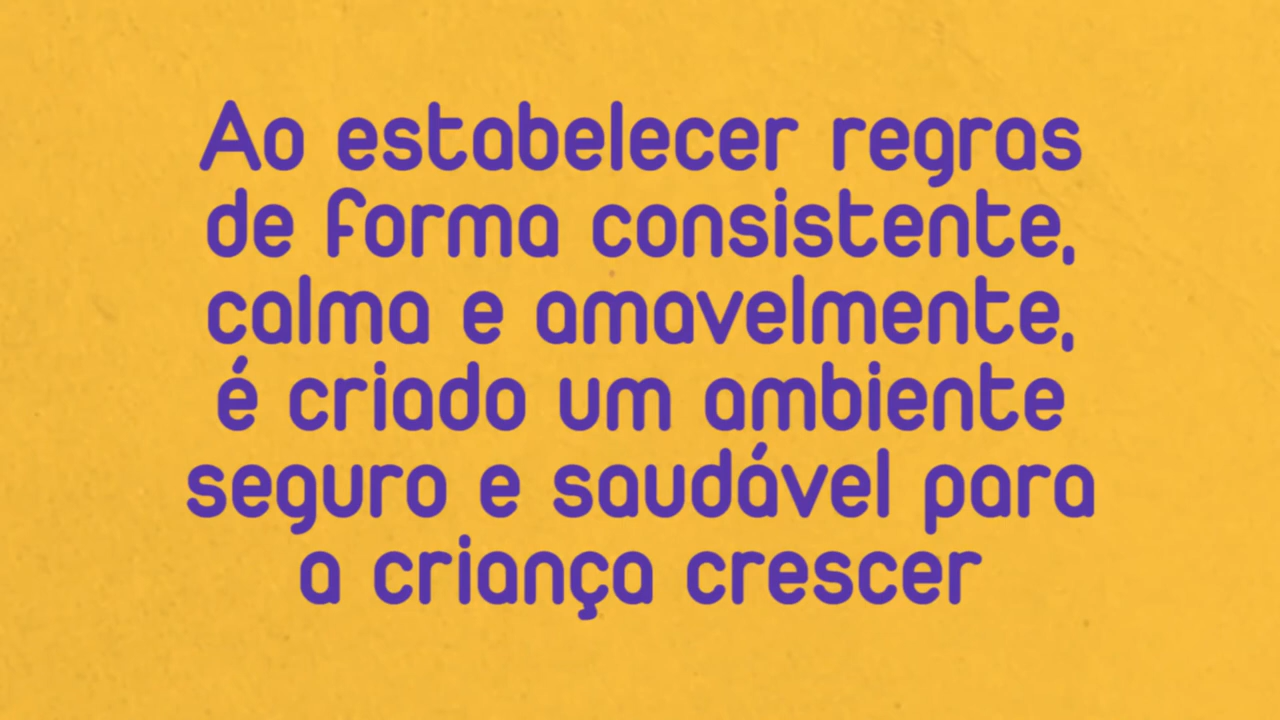 Ao estabelecer regras
de forma consistente,
calma e amavelmente,
é criado um ambiente
seguro e saudável para
a criança crescer